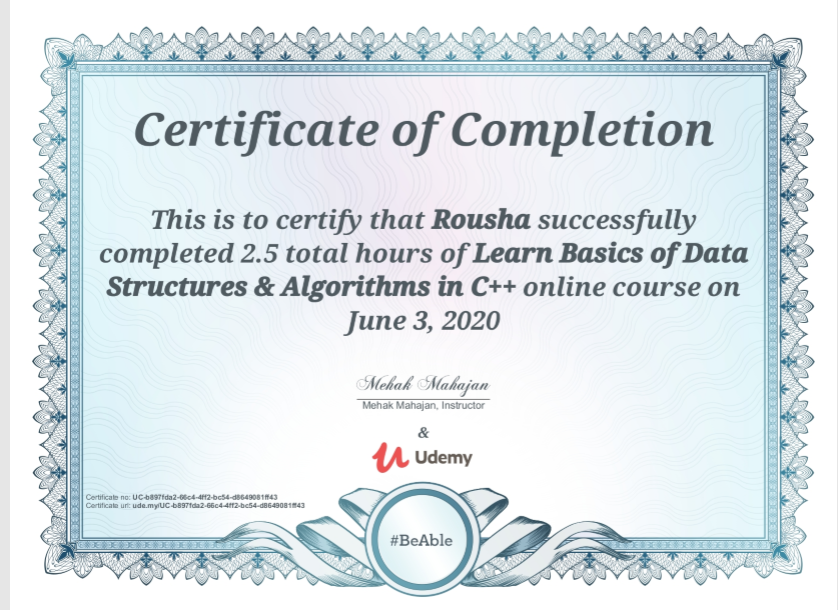 Certificate of Completion
This is to certify that Rousha successfully
completed 2.5 total hours of Learn Basics of Data
Structures & Algorithms in C++ online course on
June 3, 2020
Mehak Mahajan
Mehak Mahajan, Instructor
&
Udemy
Certificate no: UC-b897fda2-66c4-4ff2-bc54-d8649081ff43
Certificate url: ude.my/UC-b897fda2-66c4-4ff2-bc54-d8649081ff43
#BeAble